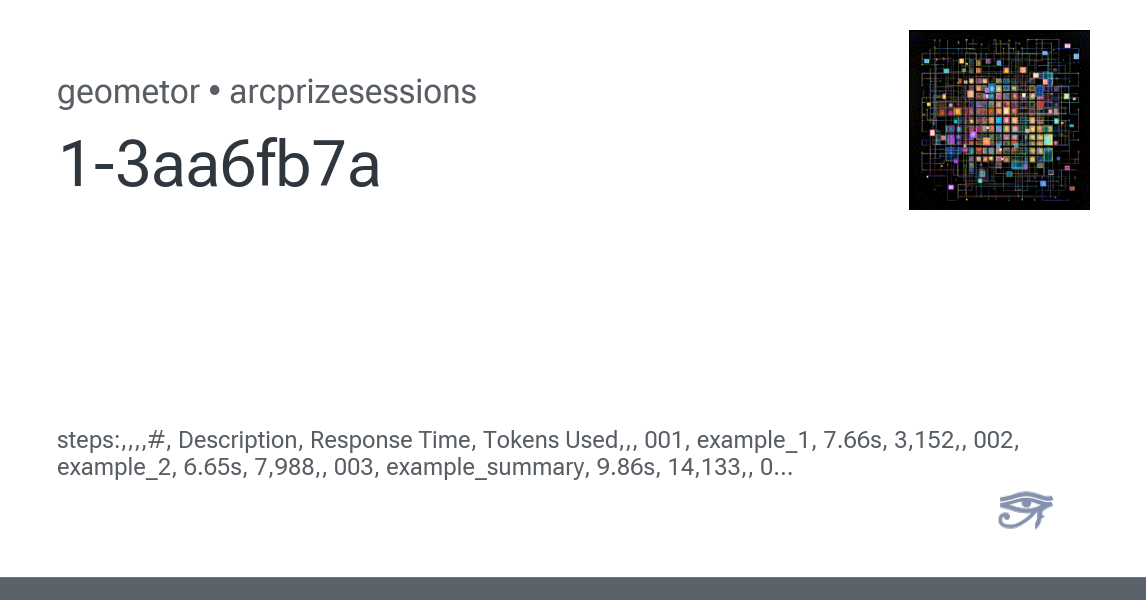 geometor • arcprizesessions
1-3aa6fb7a
steps:,,,,#, Description, Response Time, Tokens Used,,, 001, example_1, 7.66s, 3,152,, 002,
example_2, 6.65s, 7,988,, 003, example_summary, 9.86s, 14,133,, 0...